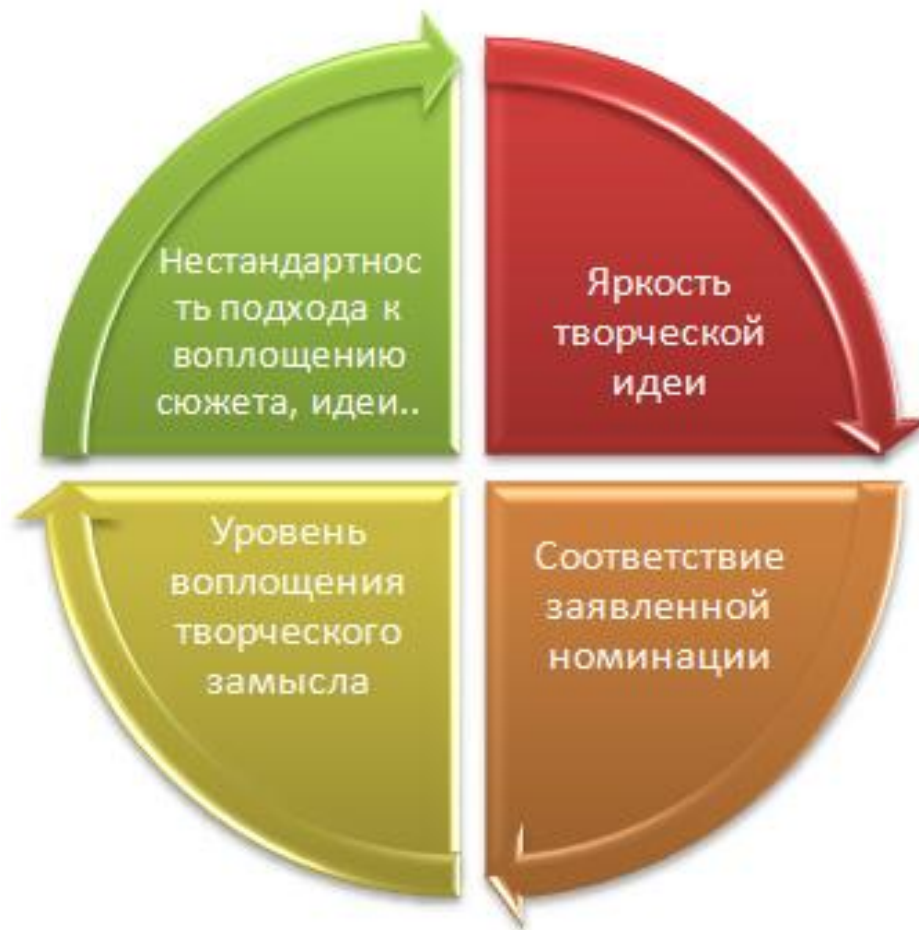 Нестандартнос
ть подхода к
воплощению
сюжета, идеи..
Яркость
творческой
идеи
Уровень
воплощения
творческого
замысла
Соответствие
заявленной
номинации